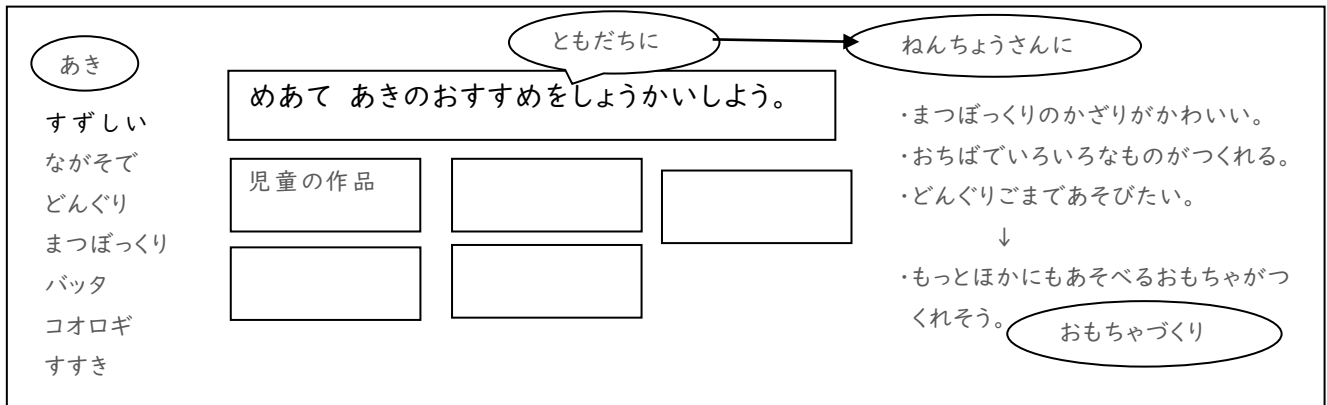 あき
すずしい
ながそで
どんぐり
まつぼっくり
バッタ
コオロギ
すすき
ともだちに
めあて あきのおすすめをしょうかいしよう。
児童の作品
ねんちょうさんに
・まつぼっくりのかざりがかわいい。
・おちばでいろいろなものがつくれる。
・どんぐりごまであそびたい。
↓
・もっとほかにもあそべるおもちゃがつ
くれそう。
おもちゃづくり